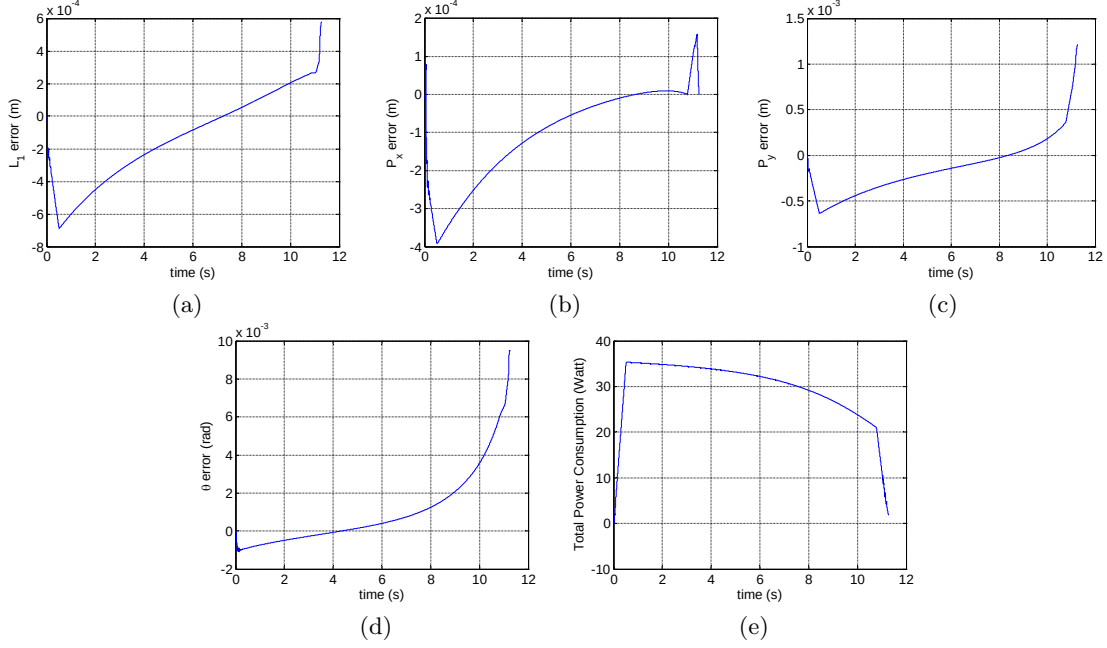 x 10⁻⁴
6
4
2
0
-2
-4
-6
-8
L₁ error (m)
0 2 4 6 8 10 12
time (s)
(a)
x 10⁻⁴
2
1
0
-1
-2
-3
-4
Pₓ error (m)
0 2 4 6 8 10 12
time (s)
(b)
x 10⁻³
1.5
1
0.5
0
-0.5
-1
P_y error (m)
0 2 4 6 8 10 12
time (s)
(c)
x 10⁻³
10
8
6
4
2
0
-2
θ error (rad)
0 2 4 6 8 10 12
time (s)
(d)
40
30
20
10
0
-10
Total Power Consumption (Watt)
0 2 4 6 8 10 12
time (s)
(e)